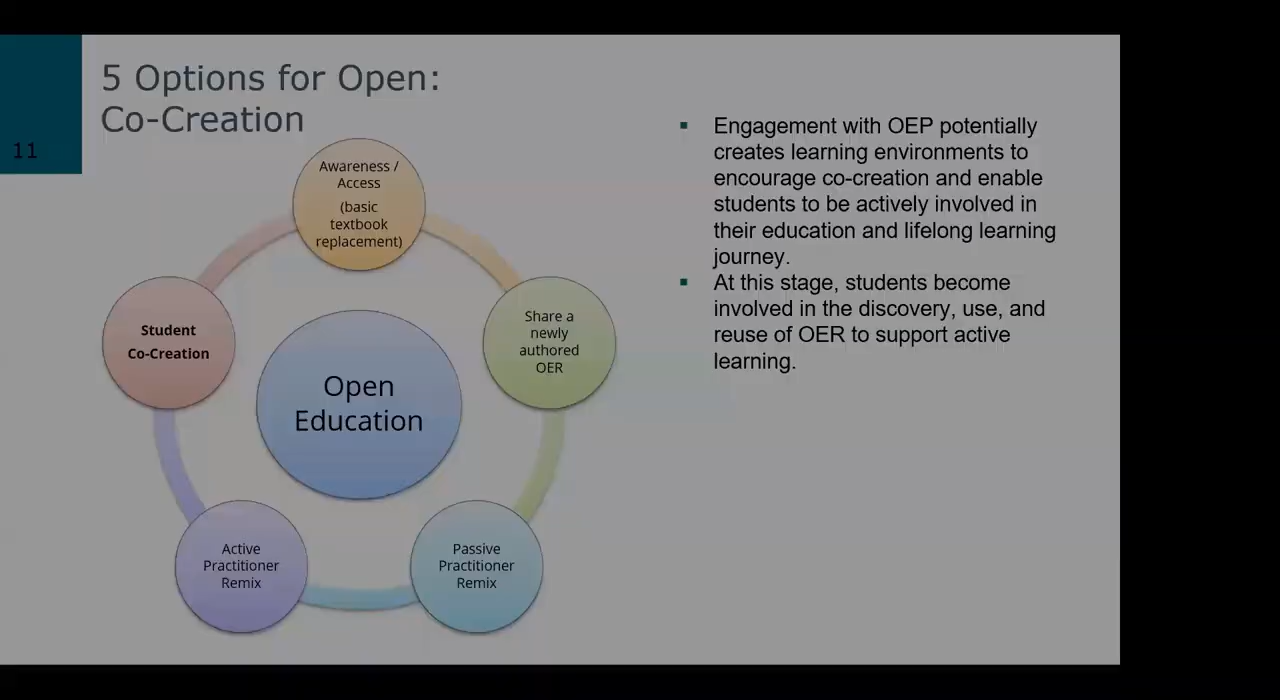 5 Options for Open:
Co-Creation
11
Awareness /
Access
(basic
textbook
replacement)
Share a
newly
authored
OER
Passive
Practitioner
Remix
Active
Practitioner
Remix
Student
Co-Creation
Open
Education
▪ Engagement with OEP potentially
creates learning environments to
encourage co-creation and enable
students to be actively involved in
their education and lifelong learning
journey.
▪ At this stage, students become
involved in the discovery, use, and
reuse of OER to support active
learning.